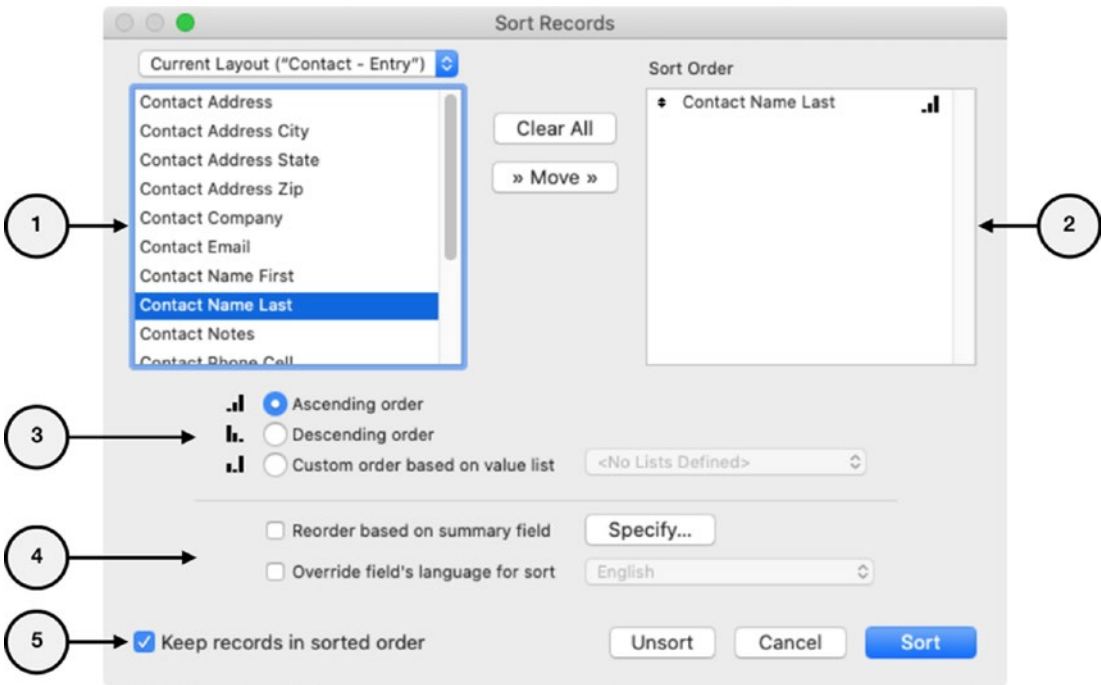 Sort Records
Current Layout ("Contact - Entry")
Sort Order
Contact Address
Contact Address City
Contact Address State
Contact Address Zip
Contact Company
Contact Email
Contact Name First
Contact Name Last
Contact Notes
Contact Phone Cell
Clear All
» Move »
Contact Name Last
1
2
3
Ascending order
Descending order
Custom order based on value list <No Lists Defined>
4
Reorder based on summary field Specify...
Override field's language for sort English
5
Keep records in sorted order Unsort Cancel Sort